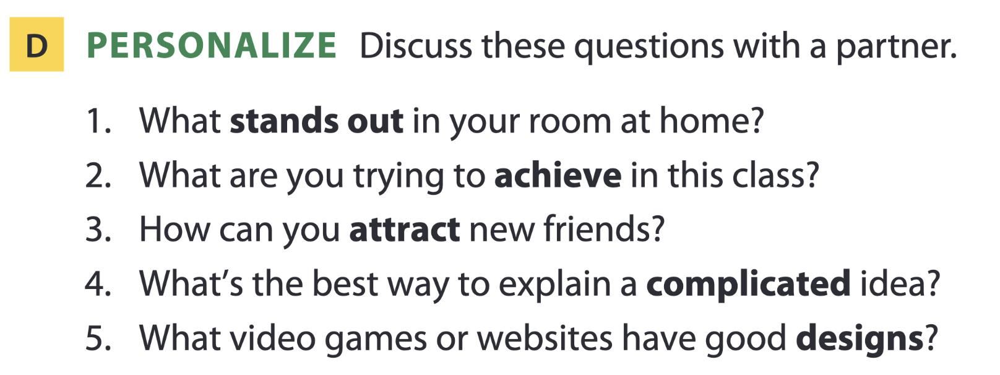 D PERSONALIZE Discuss these questions with a partner.
1. What stands out in your room at home?
2. What are you trying to achieve in this class?
3. How can you attract new friends?
4. What’s the best way to explain a complicated idea?
5. What video games or websites have good designs?